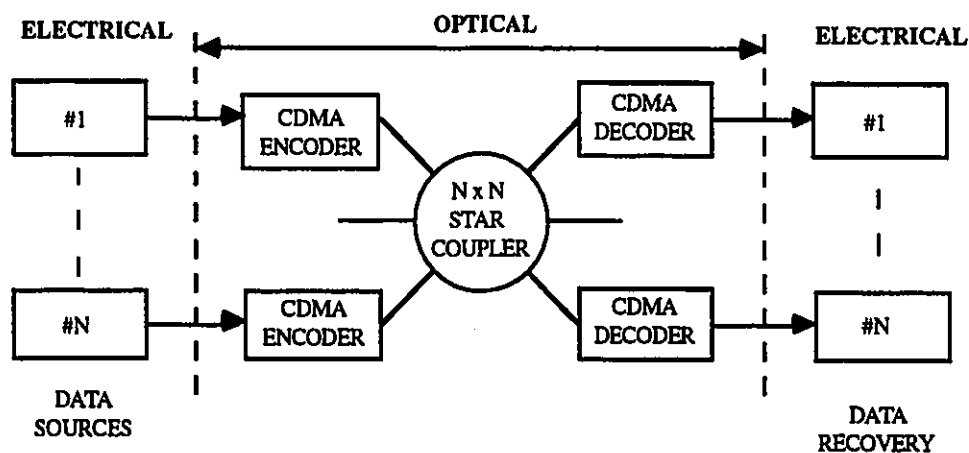 ELECTRICAL
OPTICAL
ELECTRICAL
#1
CDMA
ENCODER
CDMA
DECODER
#1
N x N
STAR
COUPLER
#N
CDMA
ENCODER
CDMA
DECODER
#N
DATA
SOURCES
DATA
RECOVERY